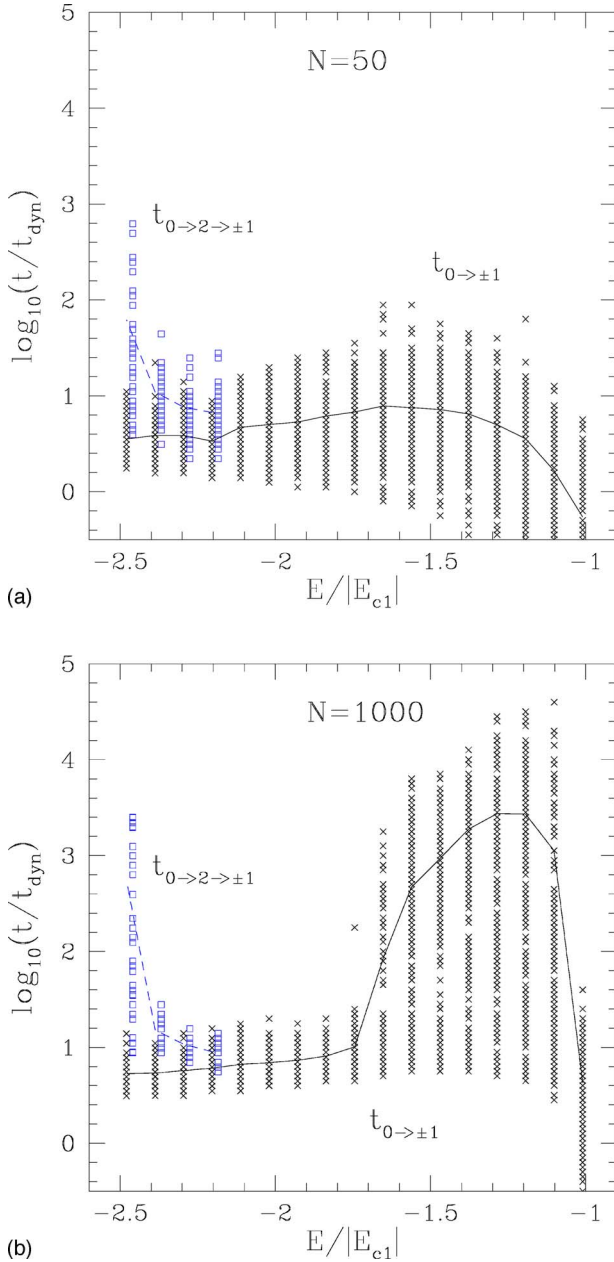 5
N=50
4
3
t0->2->±1
t0->±1
2
log10(t/tdyn)
1
0
-2.5 -2 -1.5 -1
E/|Ec1|
(a)
5
N=1000
4
3
t0->2->±1
2
log10(t/tdyn)
1
t0->±1
0
-2.5 -2 -1.5 -1
E/|Ec1|
(b)